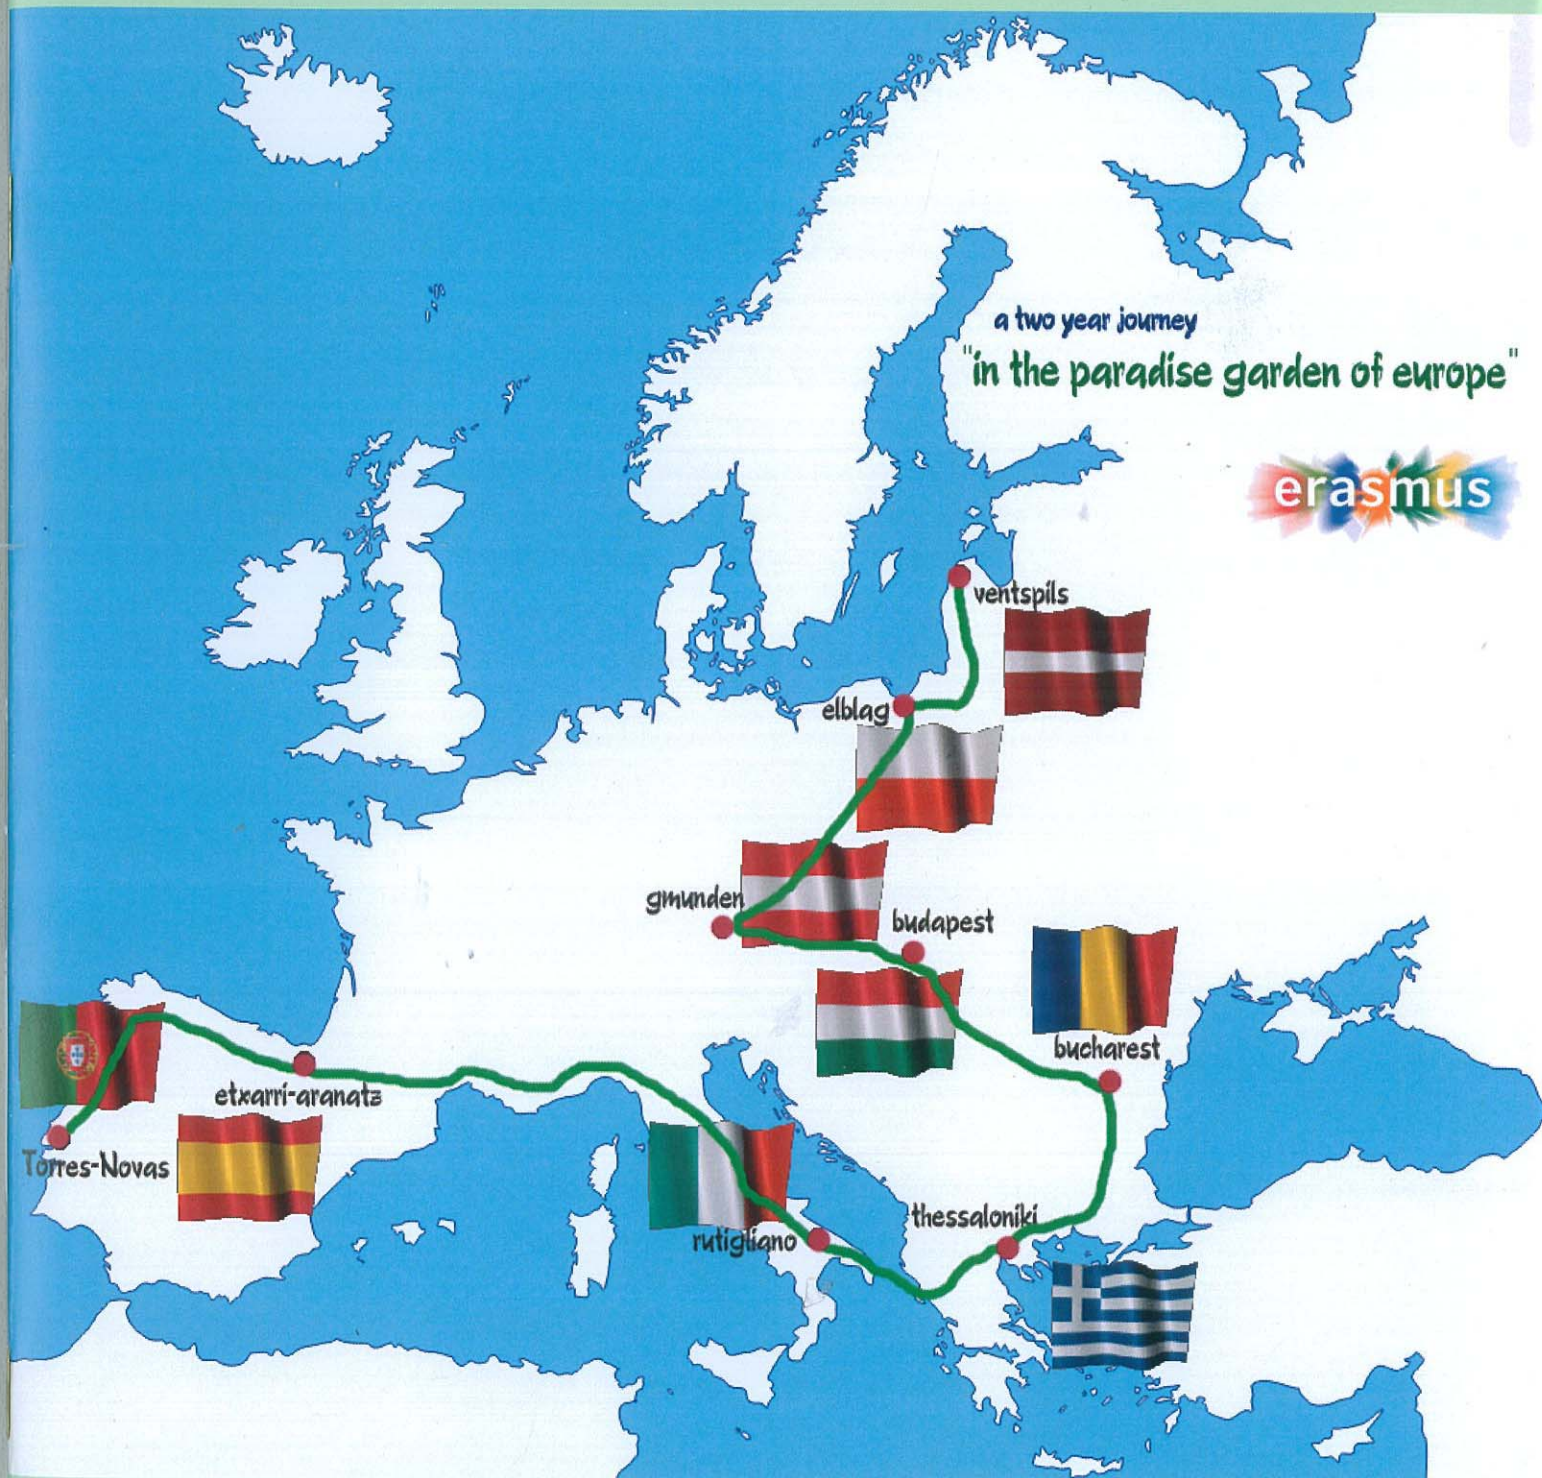 a two year journey
"in the paradise garden of europe"
erasmus
ventspils
elblag
gmunden
budapest
bucharest
etxarri-aranatz
Torres-Novas
thessaloniki
rutigliano